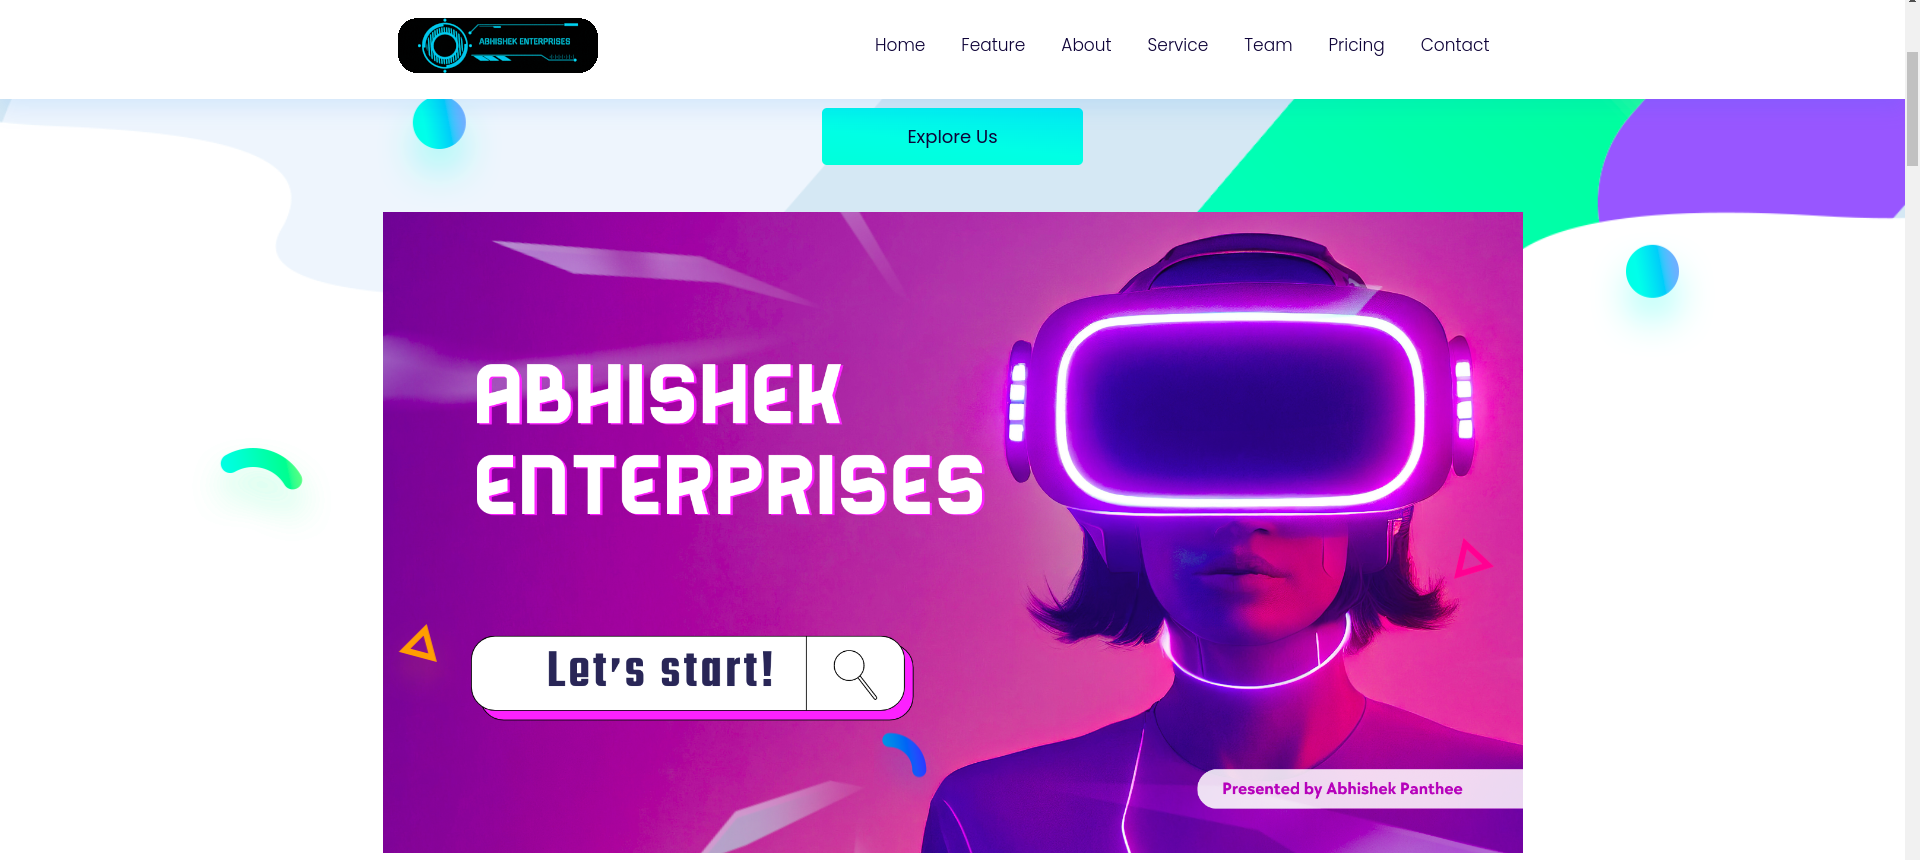 ABHISHEK ENTERPRISES
Home Feature About Service Team Pricing Contact
Explore Us
ABHISHEK
ENTERPRISES
Let's start!
Presented by Abhishek Panthee